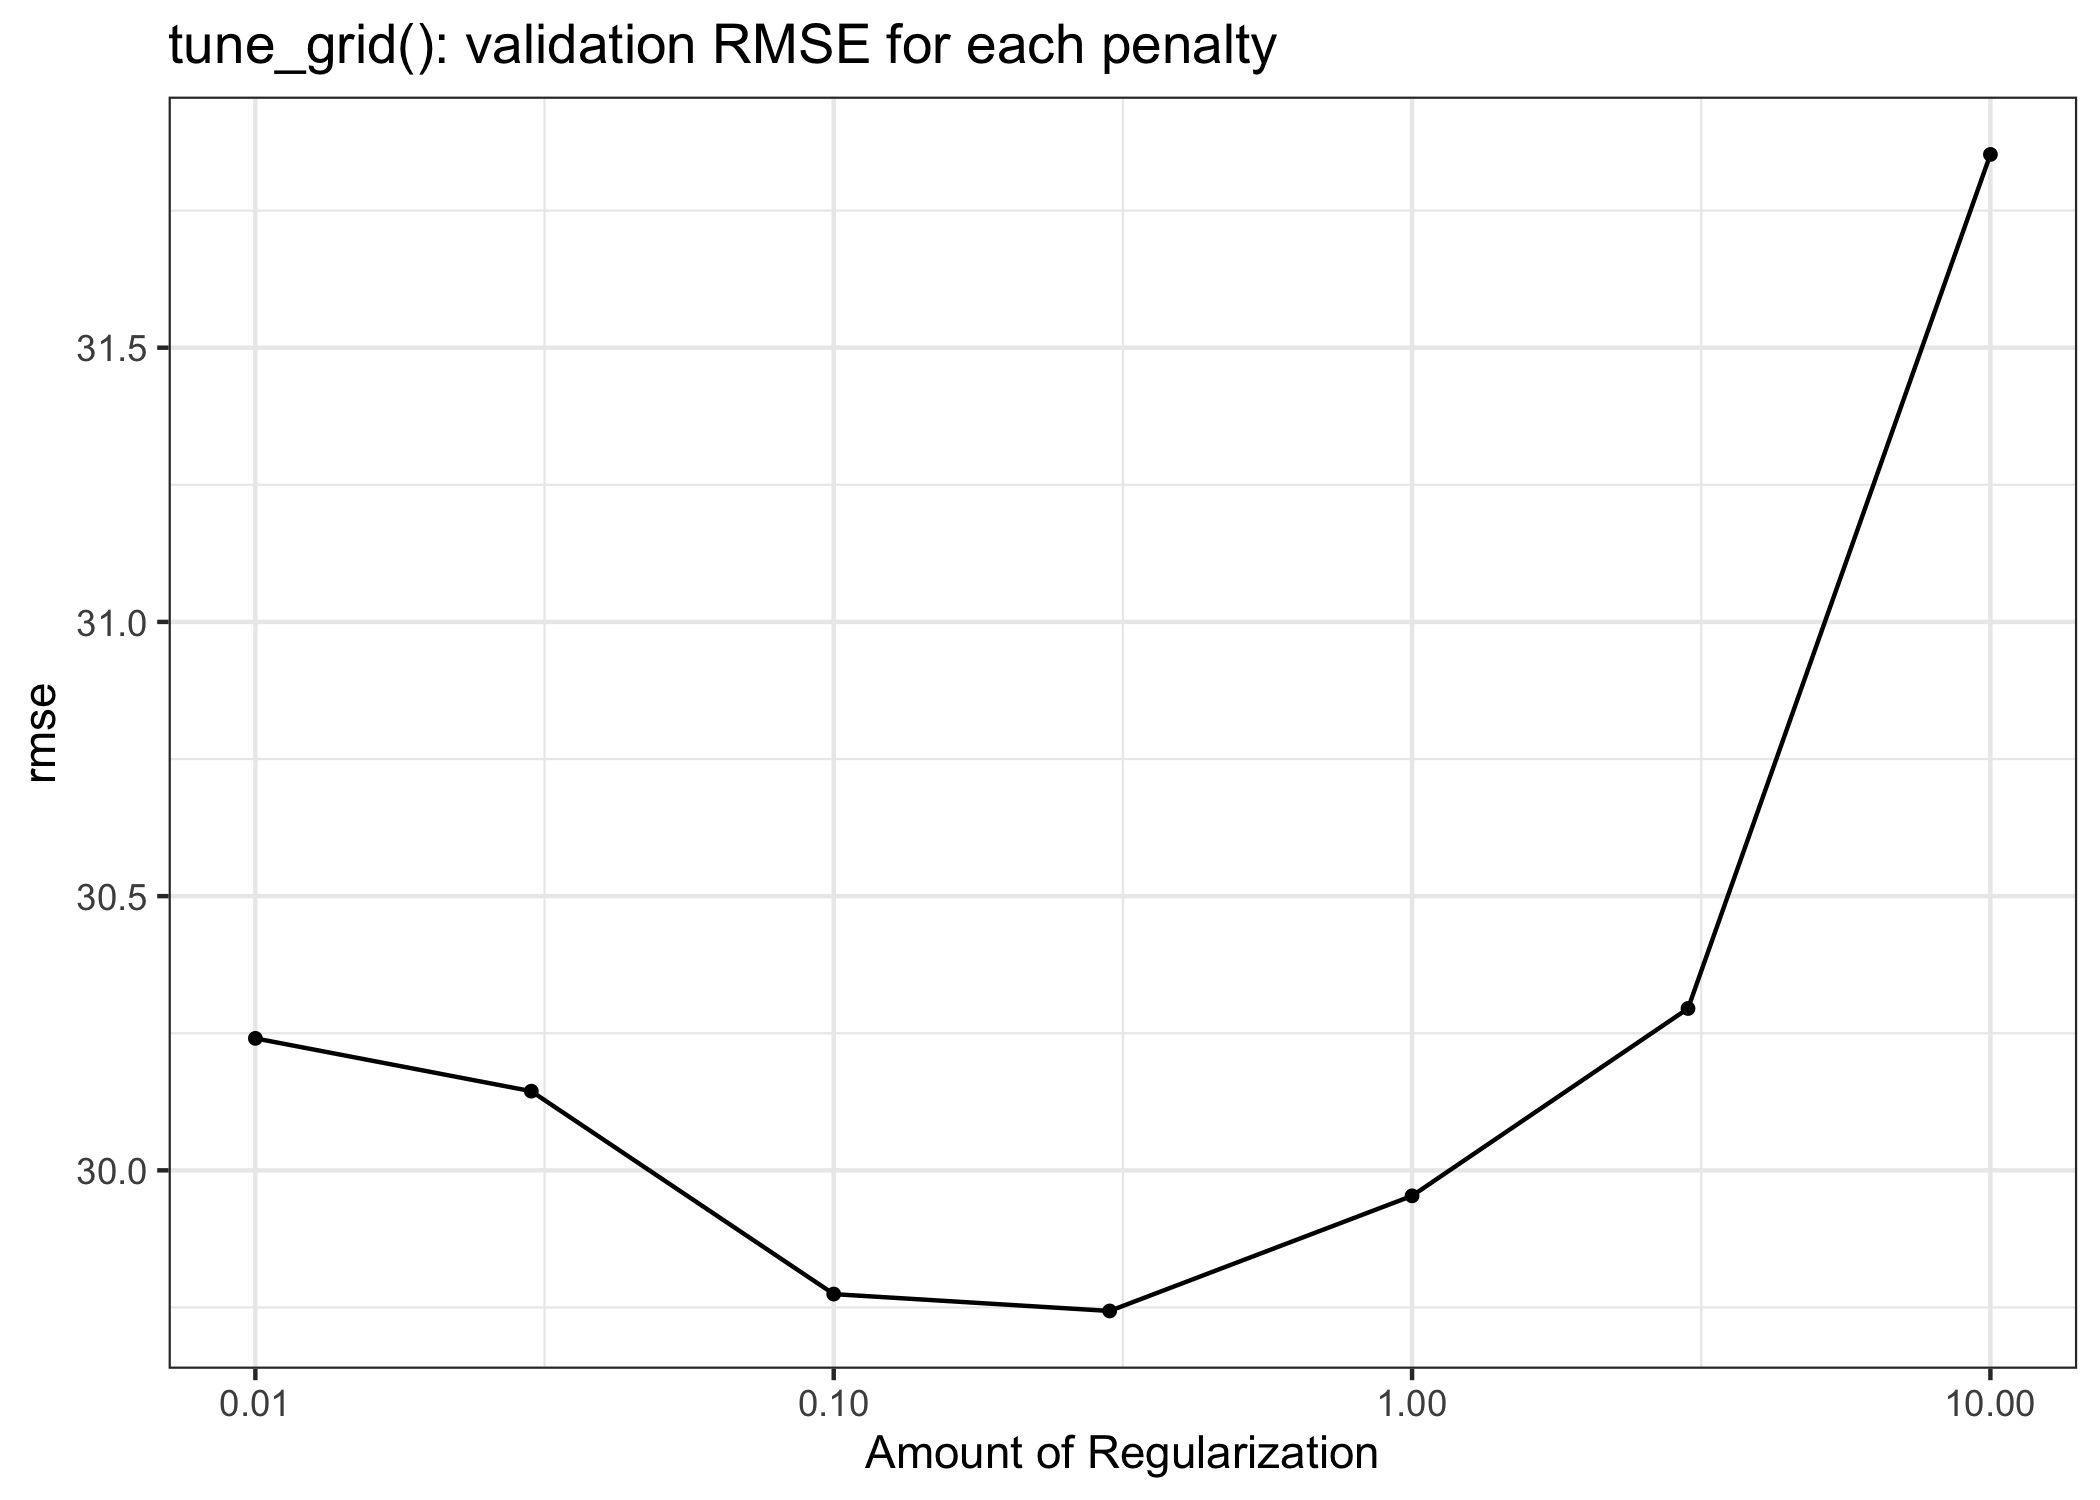 tune_grid(): validation RMSE for each penalty
31.5
31.0
30.5
30.0
rmse
0.01 0.10 1.00 10.00
Amount of Regularization